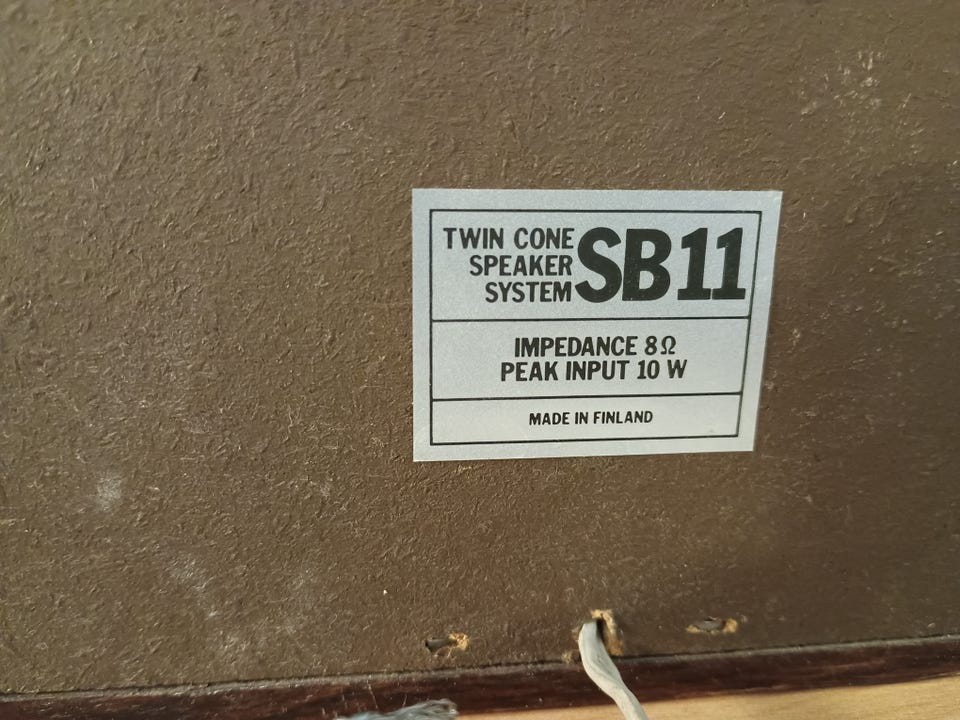 TWIN CONE
SPEAKER
SYSTEM
SB11
IMPEDANCE 8Ω
PEAK INPUT 10 W
MADE IN FINLAND